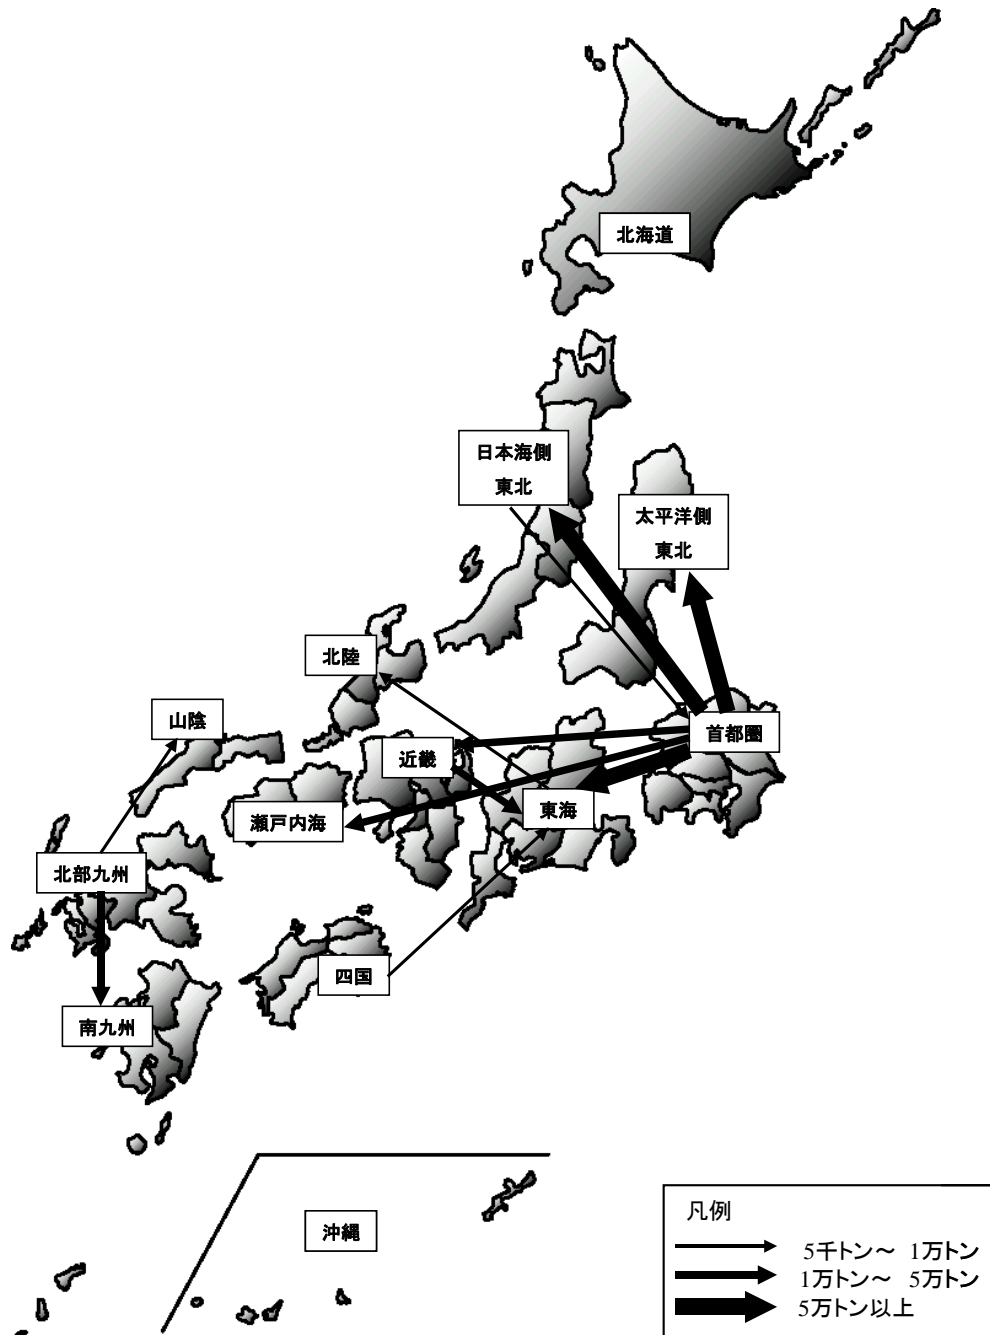 北海道
日本海側
東北
太平洋側
東北
北陸
山陰
首都圏
近畿
東海
瀬戸内海
北部九州
四国
南九州
沖縄
凡例
5千トン～ 1万トン
1万トン～ 5万トン
5万トン以上